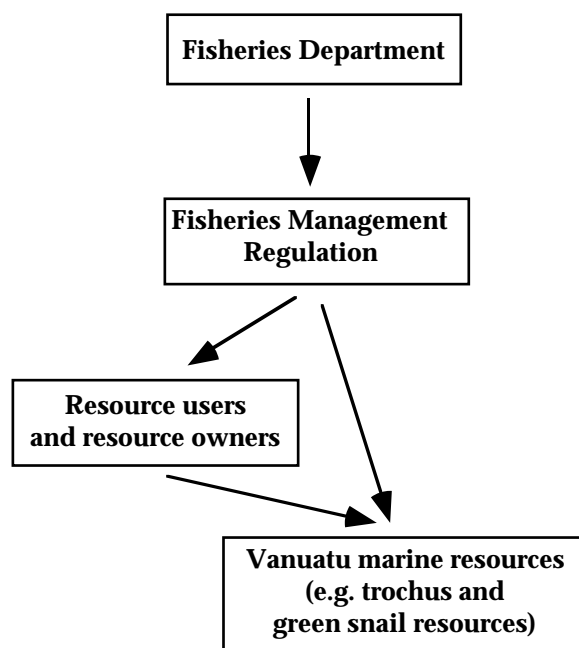 Fisheries Department
Fisheries Management
Regulation
Resource users
and resource owners
Vanuatu marine resources
(e.g. trochus and
green snail resources)